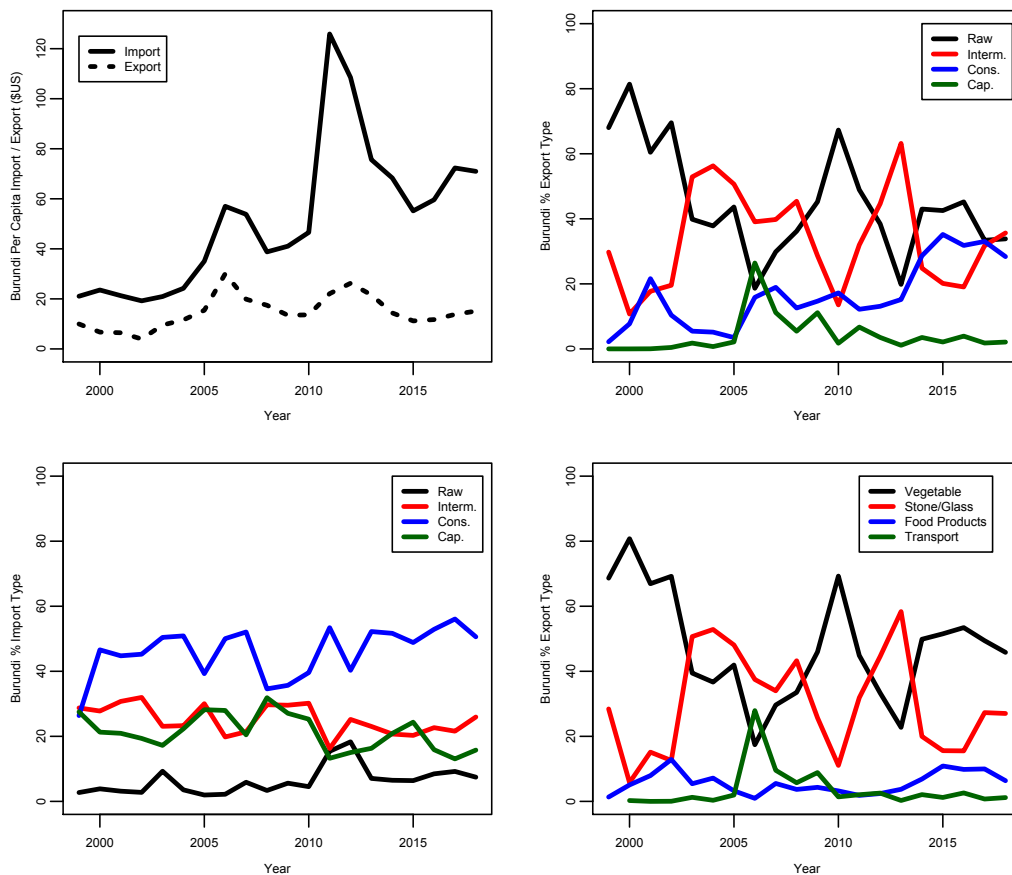 Burundi Per Capita Import / Export ($US)
0 20 40 60 80 100 120
Import
Export
2000 2005 2010 2015
Year
Burundi % Export Type
0 20 40 60 80 100
Raw
Interm.
Cons.
Cap.
2000 2005 2010 2015
Year
Burundi % Import Type
0 20 40 60 80 100
Raw
Interm.
Cons.
Cap.
2000 2005 2010 2015
Year
Burundi % Export Type
0 20 40 60 80 100
Vegetable
Stone/Glass
Food Products
Transport
2000 2005 2010 2015
Year